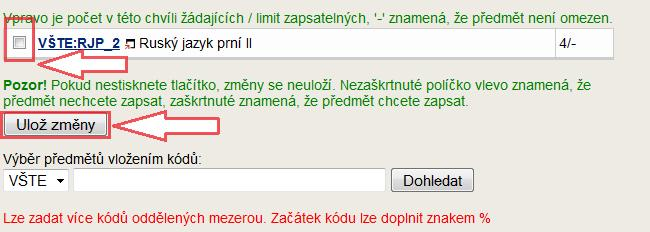 Vpravo je počet v této chvíli žádajících / limit zapsatelných, '-' znamená, že předmět není omezen.
VŠTE:RJP_2 Ruský jazyk prní II 4/-
Pozor! Pokud nestisknete tlačítko, změny se neuloží. Nezaškrtnuté políčko vlevo znamená, že
předmět nechcete zapsat, zaškrtnuté znamená, že předmět chcete zapsat.
Ulož změny
Výběr předmětů vložením kódů:
VŠTE Dohledat
Lze zadat více kódů oddělených mezerou. Začátek kódu lze doplnit znakem %